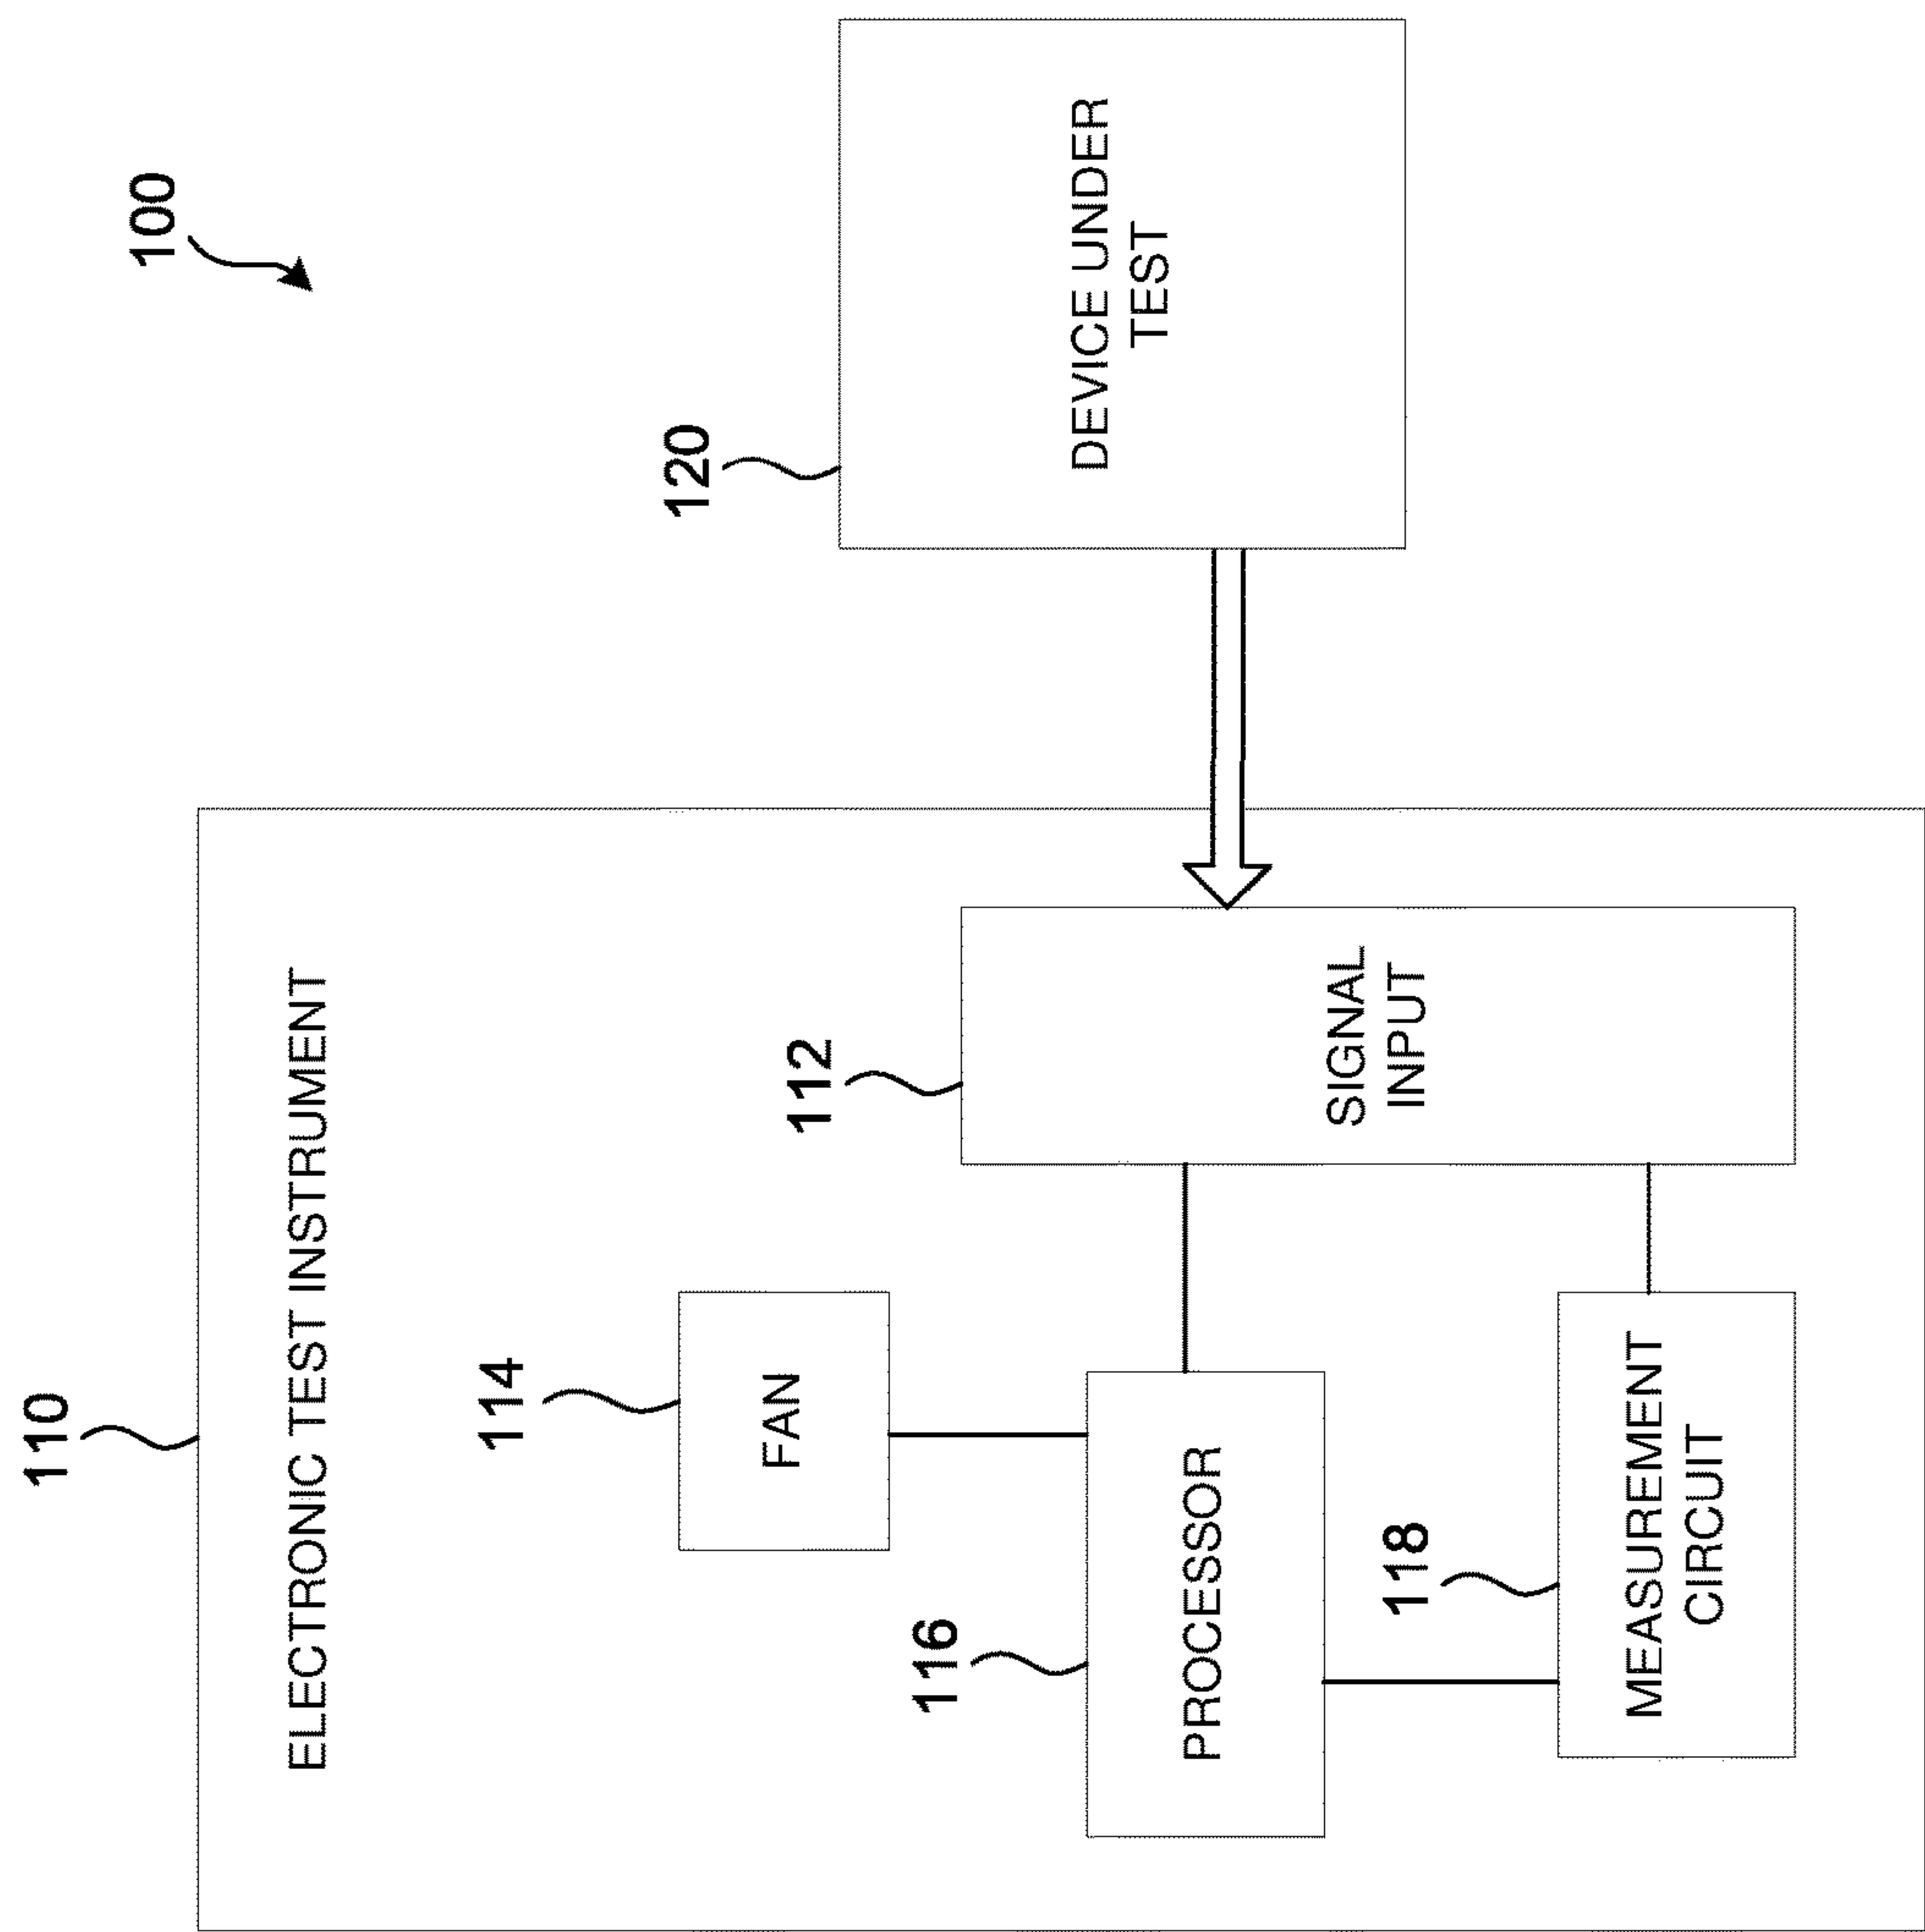 100
110
ELECTRONIC TEST INSTRUMENT
114
FAN
120
DEVICE UNDER
TEST
112
SIGNAL
INPUT
116
PROCESSOR
118
MEASUREMENT
CIRCUIT